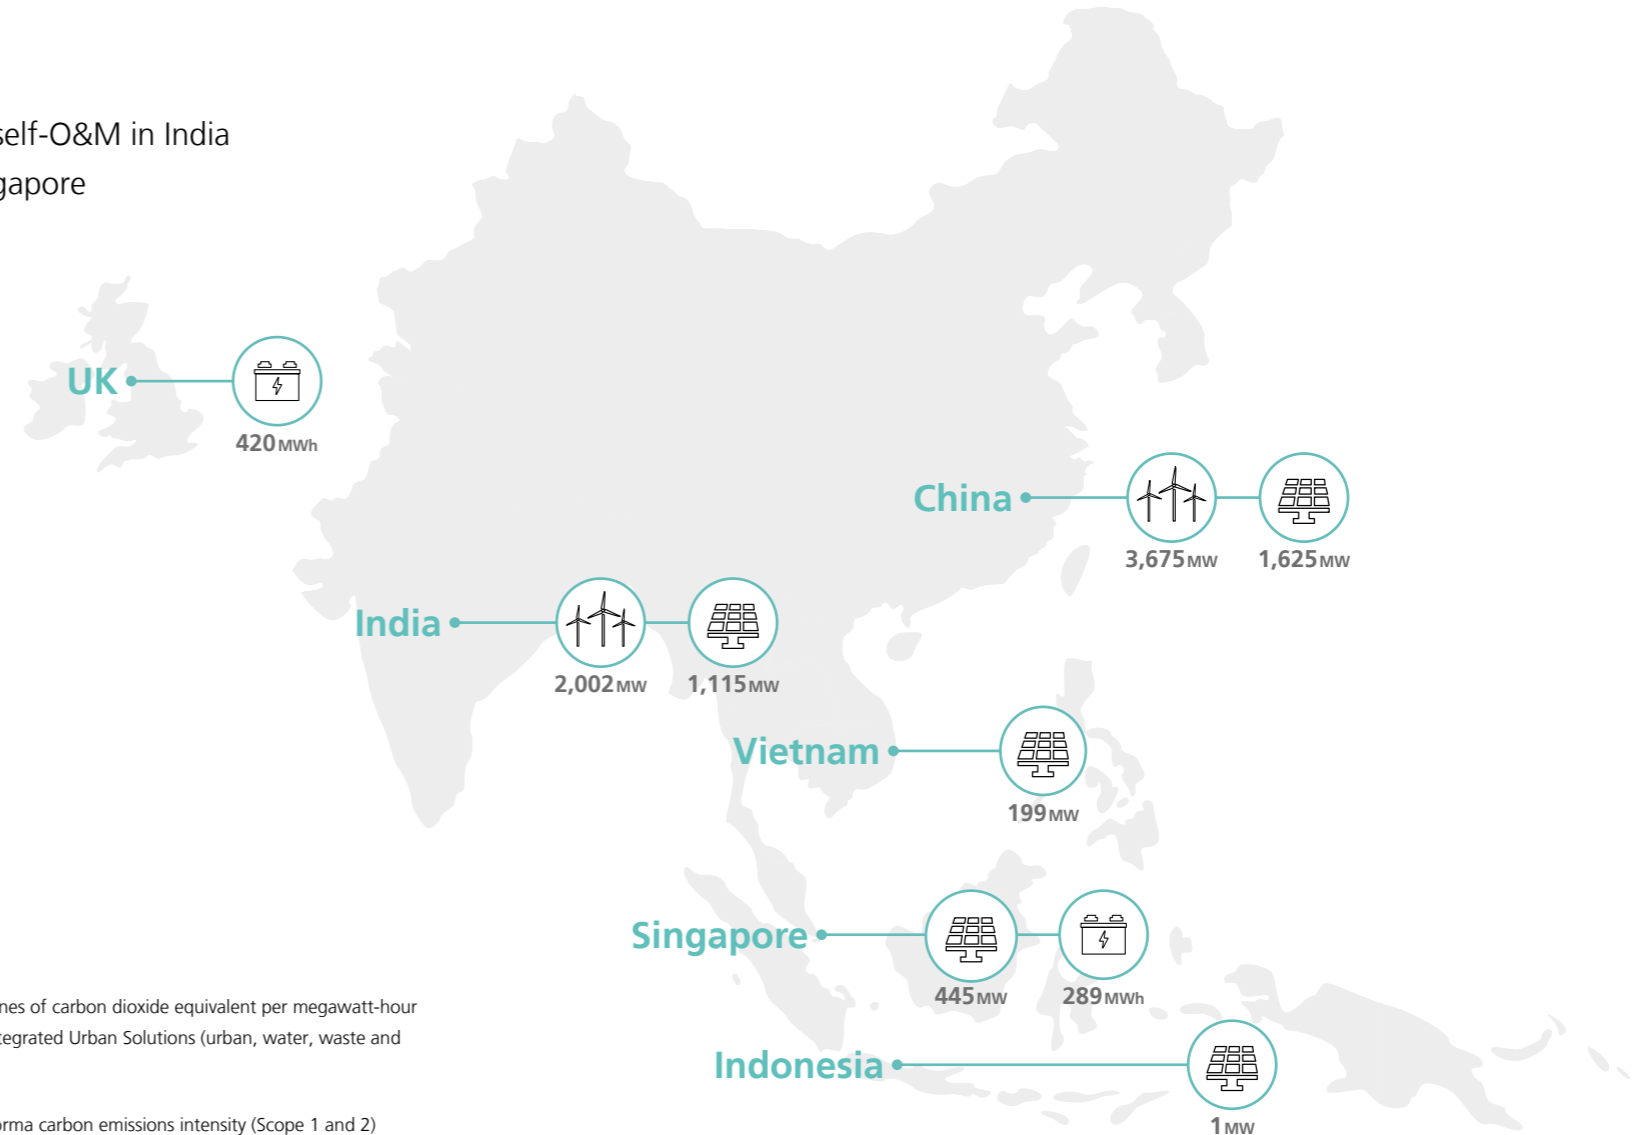 self-O&M in India
gapore
UK
420 MWh
China
3,675 MW 1,625 MW
India
2,002 MW 1,115 MW
Vietnam
199 MW
Singapore
445 MW 289 MWh
nes of carbon dioxide equivalent per megawatt-hour
tegrated Urban Solutions (urban, water, waste and
Indonesia
orma carbon emissions intensity (Scope 1 and 2)
1 MW